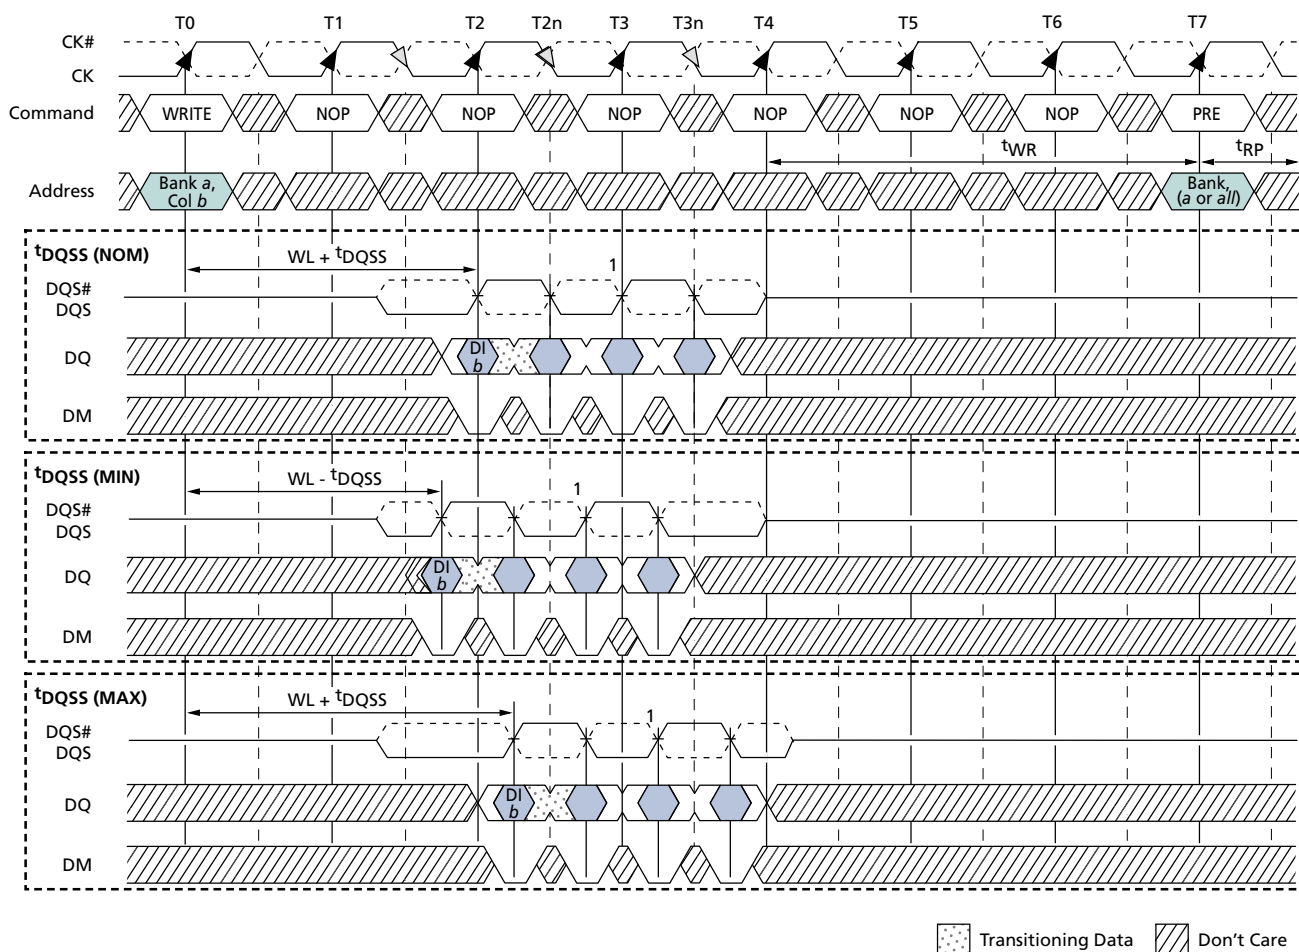 T0 T1 T2 T2n T3 T3n T4 T5 T6 T7
CK#
CK
Command WRITE NOP NOP NOP NOP NOP NOP PRE
tWR tRP
Address Bank a, Col b Bank, (a or all)
tDQSS (NOM)
WL + tDQSS
1
DQS#
DQS
DQ DI b
DM
tDQSS (MIN)
WL - tDQSS
1
DQS#
DQS
DQ DI b
DM
tDQSS (MAX)
WL + tDQSS
1
DQS#
DQS
DQ DI b
DM
Transitioning Data Don't Care